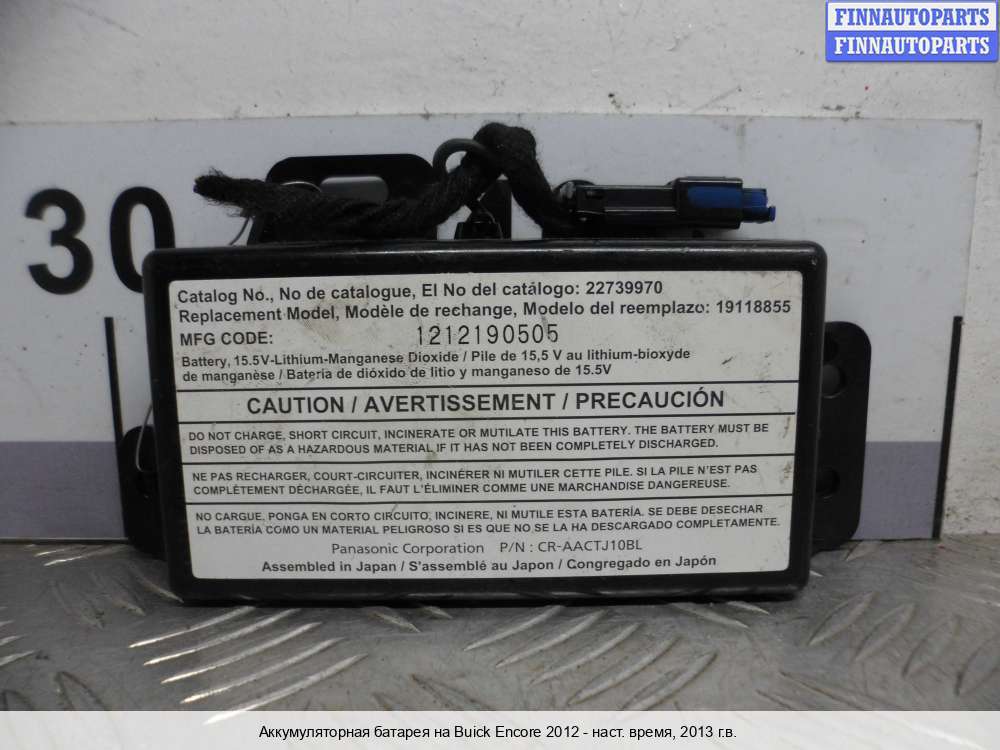 FINNAUTOPARTS
FINNAUTOPARTS
30
Catalog No., No de catalogue, El No del catálogo: 22739970
Replacement Model, Modèle de rechange, Modelo del reemplazo: 19118855
MFG CODE: 1212190505
Battery, 15.5V-Lithium-Manganese Dioxide / Pile de 15,5 V au lithium-bioxyde
de manganèse / Batería de dióxido de litio y manganeso de 15.5V
CAUTION / AVERTISSEMENT / PRECAUCIÓN
DO NOT CHARGE, SHORT CIRCUIT, INCINERATE OR MUTILATE THIS BATTERY. THE BATTERY MUST BE
DISPOSED OF AS A HAZARDOUS MATERIAL IF IT HAS NOT BEEN COMPLETELY DISCHARGED.
NE PAS RECHARGER, COURT-CIRCUITER, INCINÉRER NI MUTILER CETTE PILE. SI LA PILE N'EST PAS
COMPLÈTEMENT DÉCHARGÉE, IL FAUT L'ÉLIMINER COMME UNE MARCHANDISE DANGEREUSE.
NO CARGUE, PONGA EN CORTO CIRCUITO, INCINERE, NI MUTILE ESTA BATERÍA. SE DEBE DESECHAR
LA BATERÍA COMO UN MATERIAL PELIGROSO SI ES QUE NO SE LA HA DESCARGADO COMPLETAMENTE.
Panasonic Corporation P/N : CR-AACTJ10BL
Assembled in Japan / S'assemblé au Japon / Congregado en Japón
Аккумуляторная батарея на Buick Encore 2012 - наст. время, 2013 г.в.